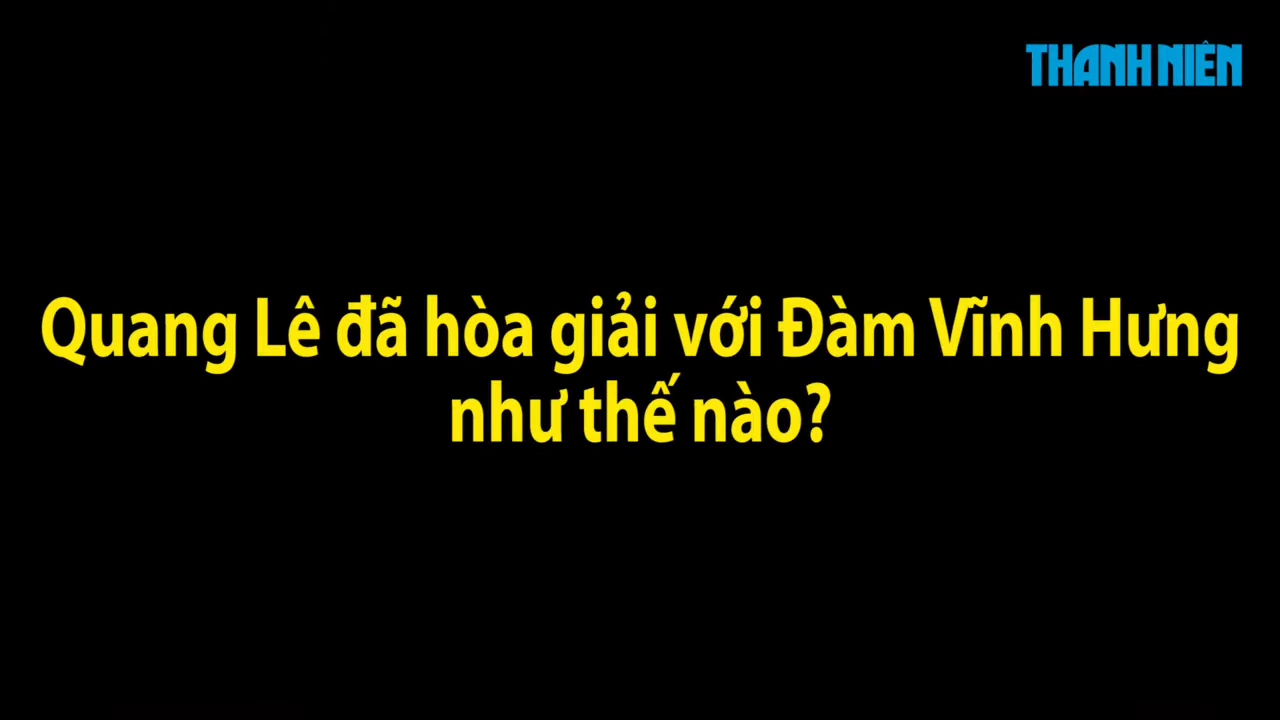 THANH NIÊN
Quang Lê đã hòa giải với Đàm Vĩnh Hưng
như thế nào?